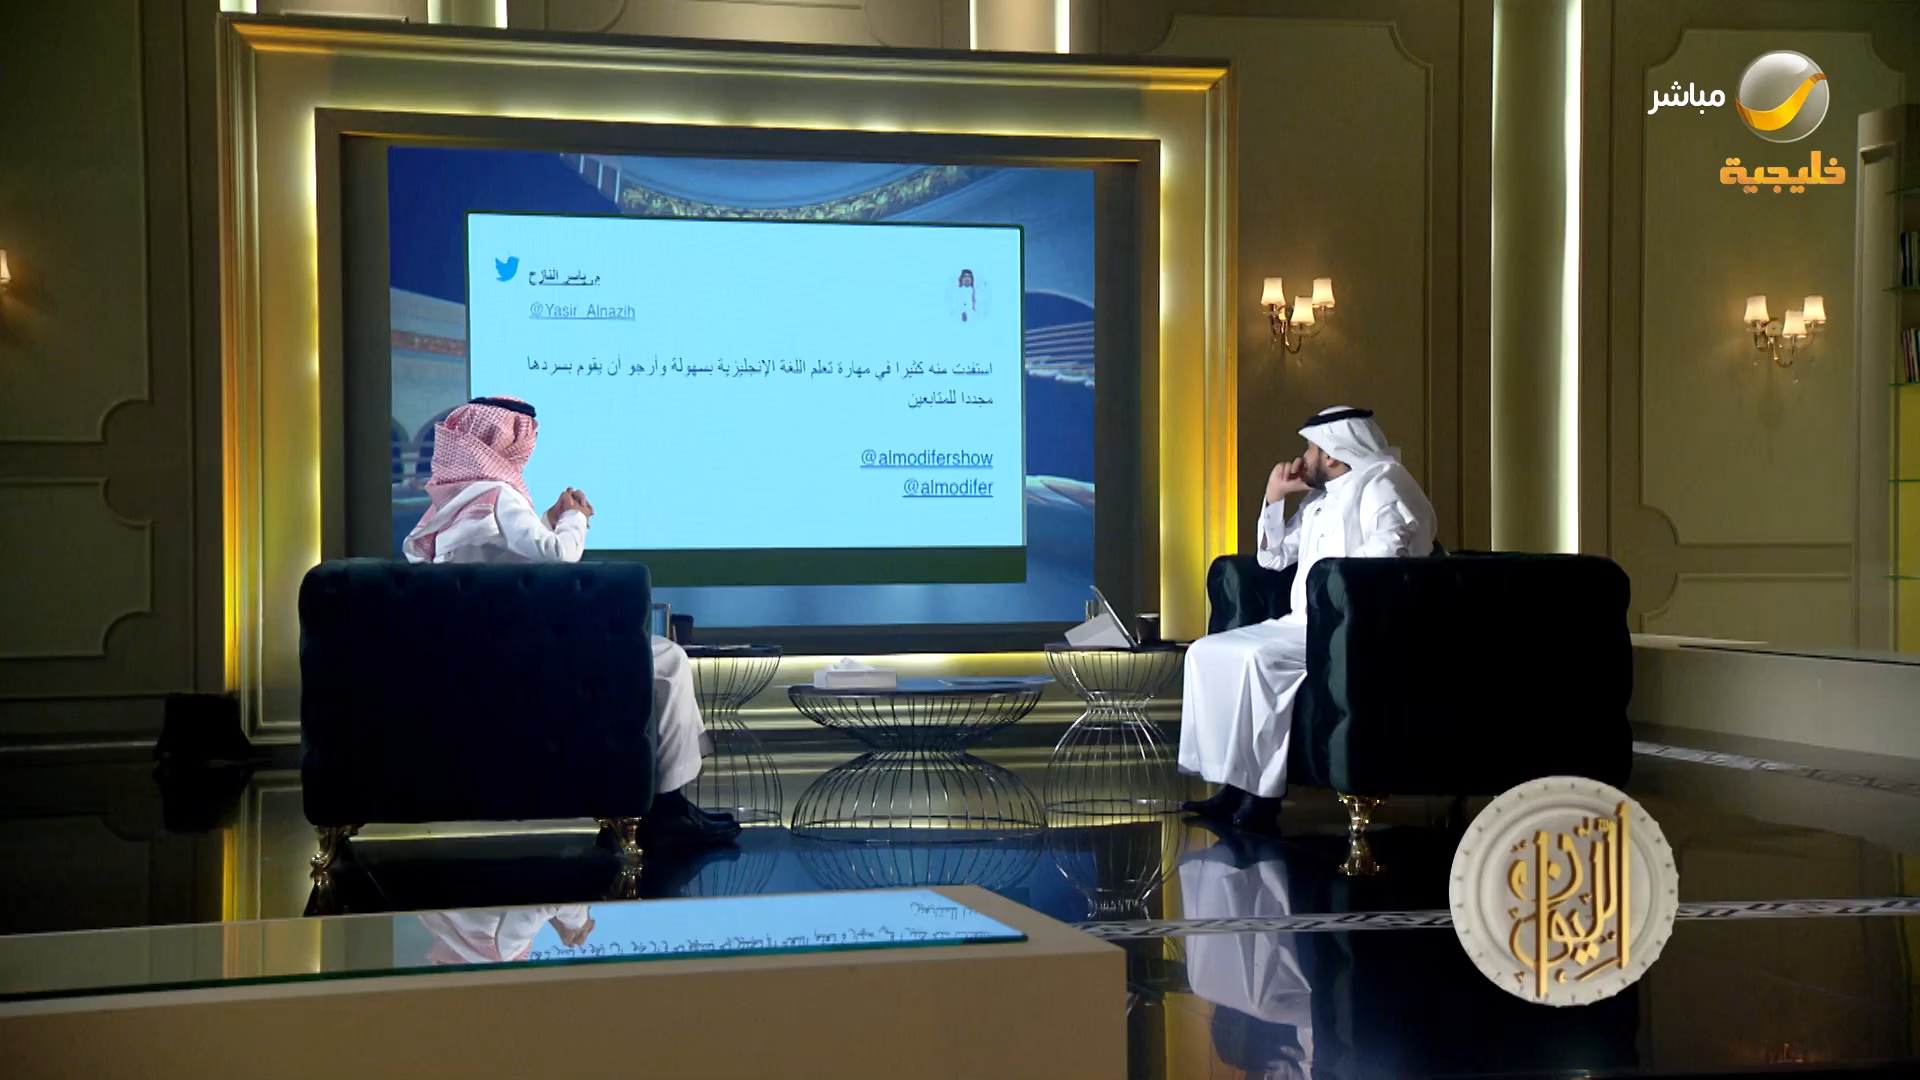 مباشر
خليجية
م.ياسر النازح
@Yasir_Alnazih
استفدت منه كثيرا في مهارة تعلم اللغة الإنجليزية بسهولة وأرجو أن يقوم بسردها
مجددا للمتابعين
@almodifershow
@almodifer
الليوان